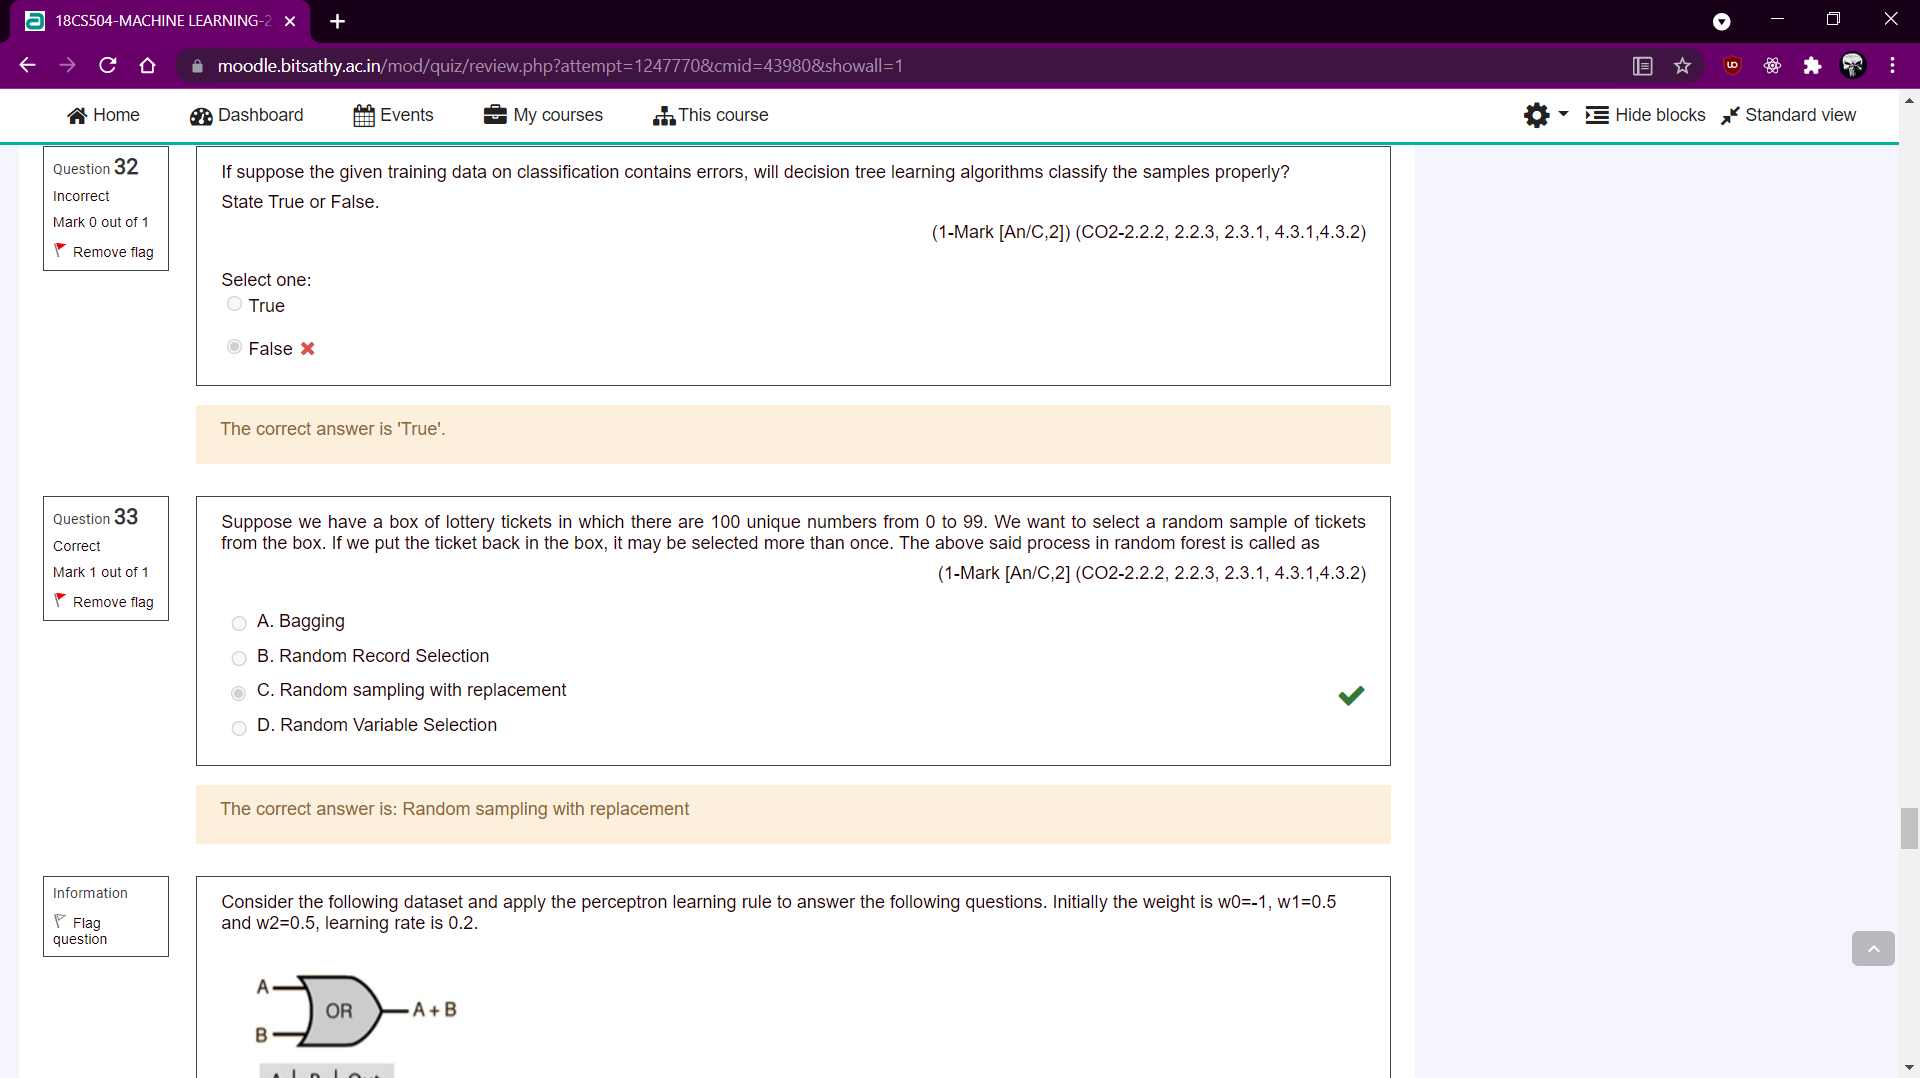 18CS504-MACHINE LEARNING-2
moodle.bitsathy.ac.in/mod/quiz/review.php?attempt=1247770&cmid=43980&showall=1
Home
Dashboard
Events
My courses
This course
Hide blocks
Standard view
Question 32
Incorrect
Mark 0 out of 1
Remove flag
If suppose the given training data on classification contains errors, will decision tree learning algorithms classify the samples properly?
State True or False.
(1-Mark [An/C,2]) (CO2-2.2.2, 2.2.3, 2.3.1, 4.3.1,4.3.2)
Select one:
True
False
The correct answer is 'True'.
Question 33
Correct
Mark 1 out of 1
Remove flag
Suppose we have a box of lottery tickets in which there are 100 unique numbers from 0 to 99. We want to select a random sample of tickets
from the box. If we put the ticket back in the box, it may be selected more than once. The above said process in random forest is called as
(1-Mark [An/C,2] (CO2-2.2.2, 2.2.3, 2.3.1, 4.3.1,4.3.2)
A. Bagging
B. Random Record Selection
C. Random sampling with replacement
D. Random Variable Selection
The correct answer is: Random sampling with replacement
Information
Flag
question
Consider the following dataset and apply the perceptron learning rule to answer the following questions. Initially the weight is w0=-1, w1=0.5
and w2=0.5, learning rate is 0.2.
A
OR
A + B
B